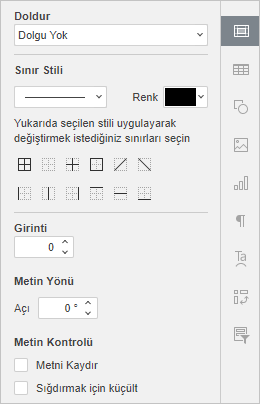 Doldur
Dolgu Yok
Sınır Stili
Renk
Yukarıda seçilen stili uygulayarak
değiştirmek istediğiniz sınırları seçin
Girinti
0
Metin Yönü
Açı 0 °
Metin Kontrolü
Metni Kaydır
Sığdırmak için küçült
Ta